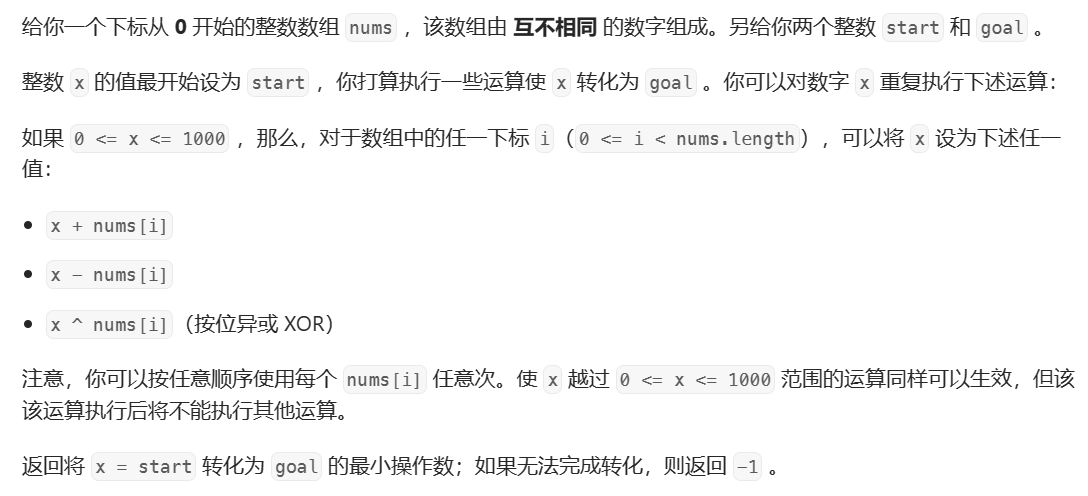 给你一个下标从 0 开始的整数数组 nums ，该数组由 互不相同 的数字组成。另给你两个整数 start 和 goal 。
整数 x 的值最开始设为 start ，你打算执行一些运算使 x 转化为 goal 。你可以对数字 x 重复执行下述运算：
如果 0 <= x <= 1000 ，那么，对于数组中的任一下标 i（0 <= i < nums.length），可以将 x 设为下述任一
值：
• x + nums[i]
• x - nums[i]
• x ^ nums[i]（按位异或 XOR）
注意，你可以按任意顺序使用每个 nums[i] 任意次。使 x 越过 0 <= x <= 1000 范围的运算同样可以生效，但该
该运算执行后将不能执行其他运算。
返回将 x = start 转化为 goal 的最小操作数；如果无法完成转化，则返回 -1 。